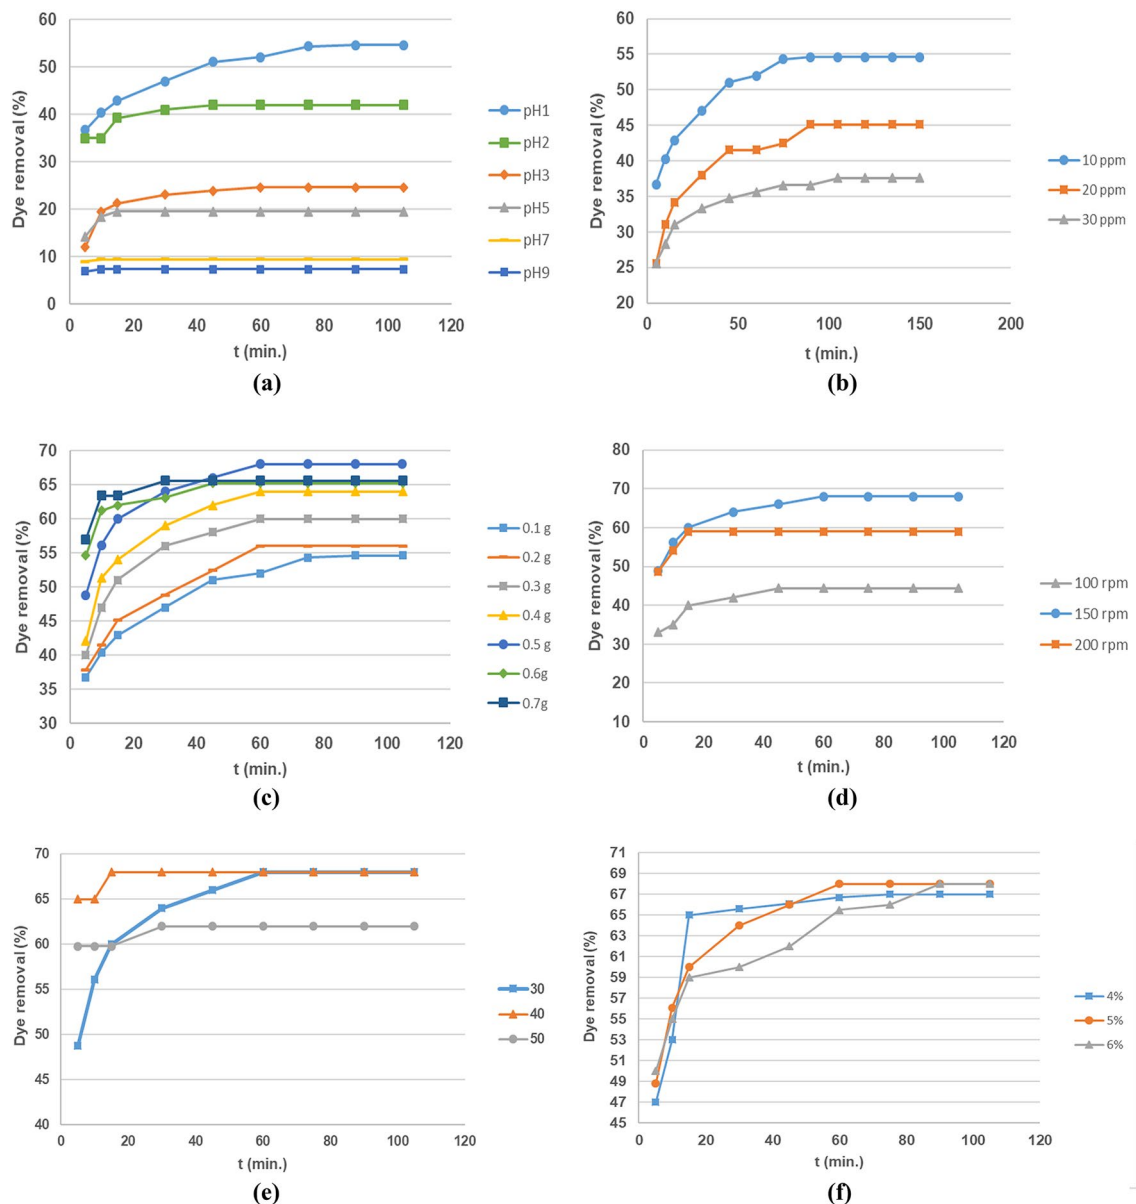 60
50
40
30
20
10
0
0 20 40 60 80 100 120
Dye removal (%)
t (min.)
pH1
pH2
pH3
pH5
pH7
pH9
(a)
60
55
50
45
40
35
30
25
20
0 50 100 150 200
Dye removal (%)
t (min.)
10 ppm
20 ppm
30 ppm
(b)
70
65
60
55
50
45
40
35
30
0 20 40 60 80 100 120
Dye removal (%)
t (min.)
0.1 g
0.2 g
0.3 g
0.4 g
0.5 g
0.6g
0.7g
(c)
80
70
60
50
40
30
20
10
0 20 40 60 80 100 120
Dye removal (%)
t (min.)
100 rpm
150 rpm
200 rpm
(d)
70
65
60
55
50
45
40
0 20 40 60 80 100 120
Dye removal (%)
t (min.)
30
40
50
(e)
71
69
67
65
63
61
59
57
55
53
51
49
47
45
0 20 40 60 80 100 120
Dye removal (%)
t (min.)
4%
5%
6%
(f)